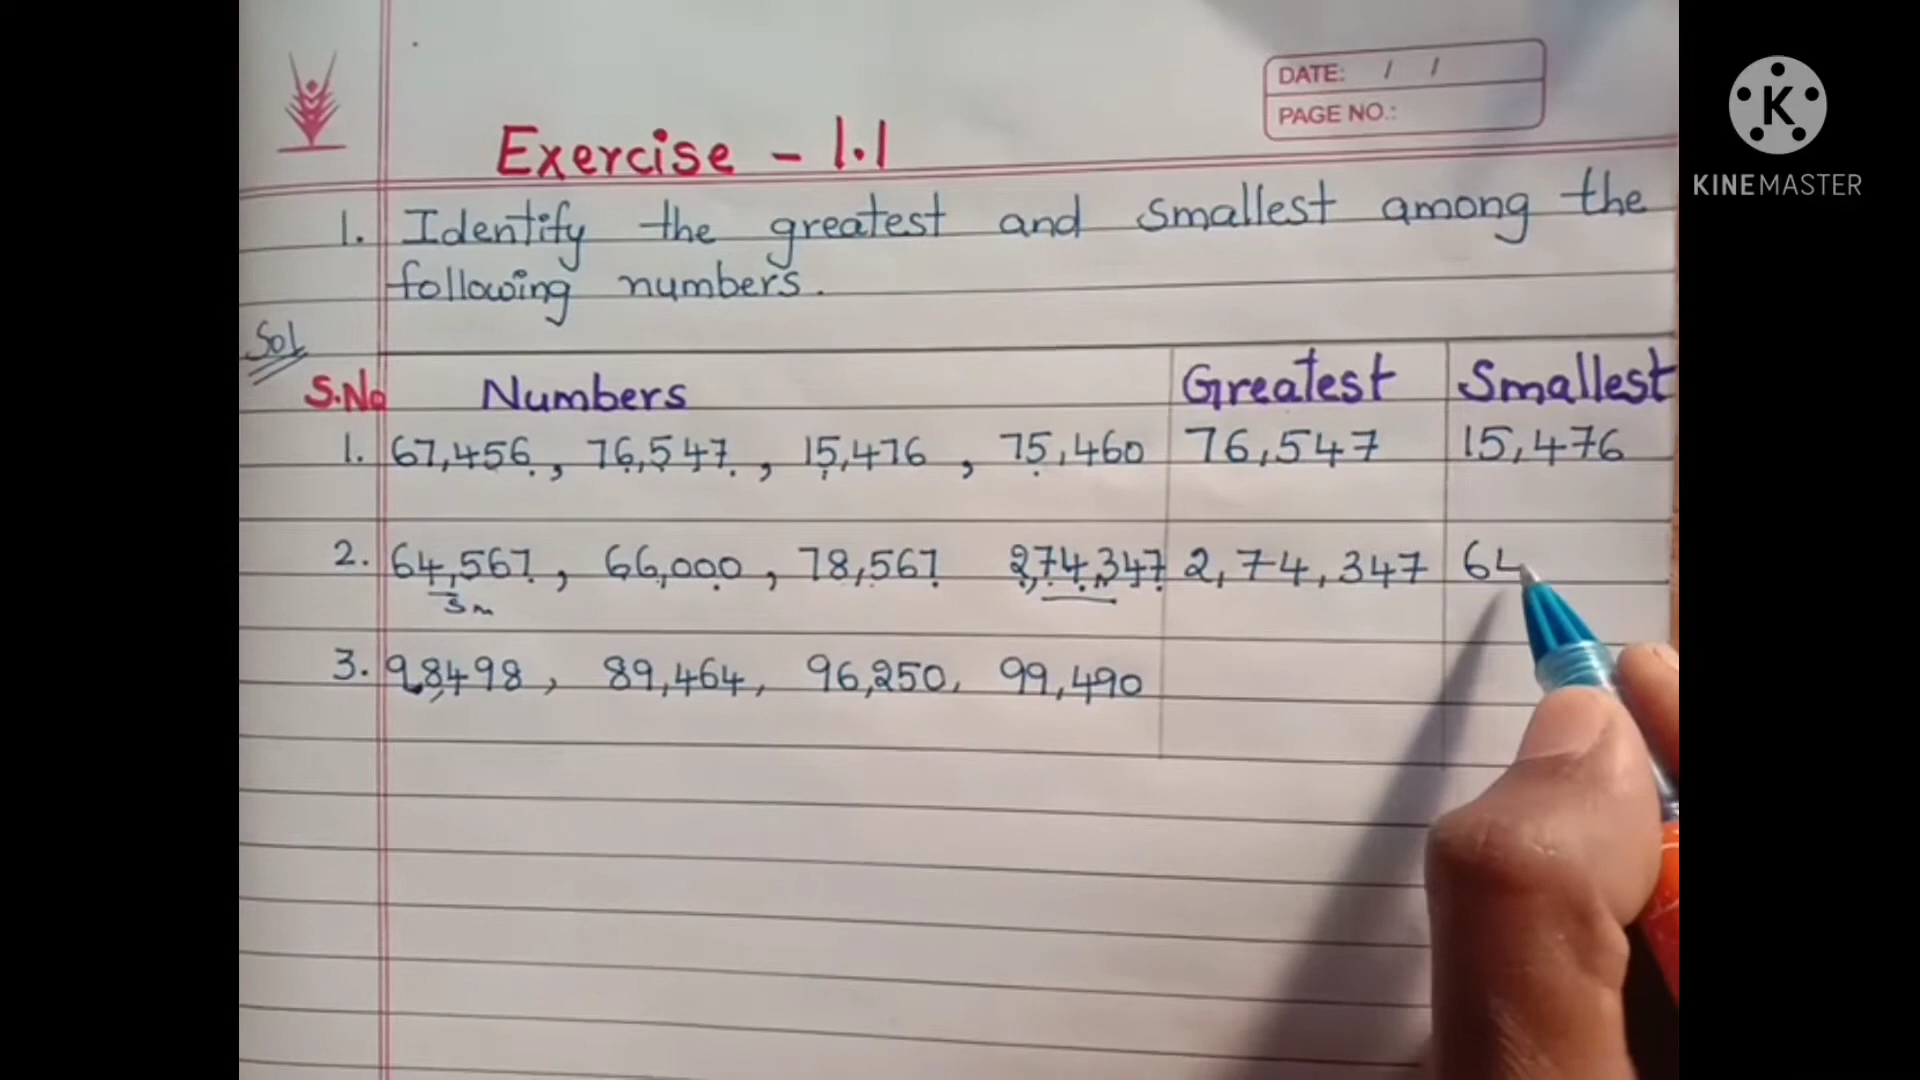 DATE: / /
PAGE NO.:
KINEMASTER
Exercise - 1.1
1. Identify the greatest and smallest among the
following numbers.
Sol
S.No Numbers Greatest Smallest
1. 67,456, 76,547, 15,476, 75,460 76,547 15,476
2. 64,567, 66,000, 78,567 2,74,347 2,74,347 64
Sm
3. 98,498, 89,464, 96,250, 99,490